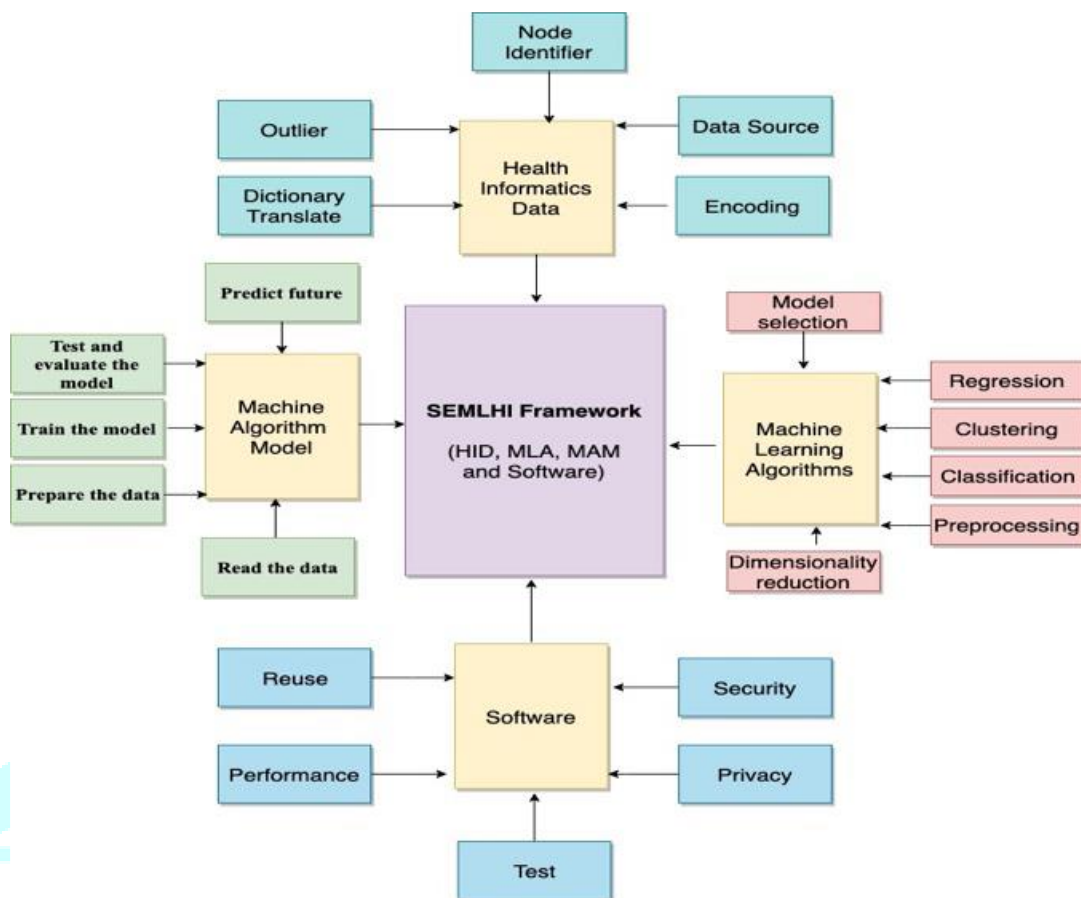 Node
Identifier
Outlier
Data Source
Health
Informatics
Data
Dictionary
Translate
Encoding
Predict future
Model
selection
Test and
evaluate the
model
Train the model
Prepare the data
Machine
Algorithm
Model
Read the data
SEMLHI Framework
(HID, MLA, MAM
and Software)
Machine
Learning
Algorithms
Regression
Clustering
Classification
Preprocessing
Dimensionality
reduction
Reuse
Security
Software
Performance
Privacy
Test